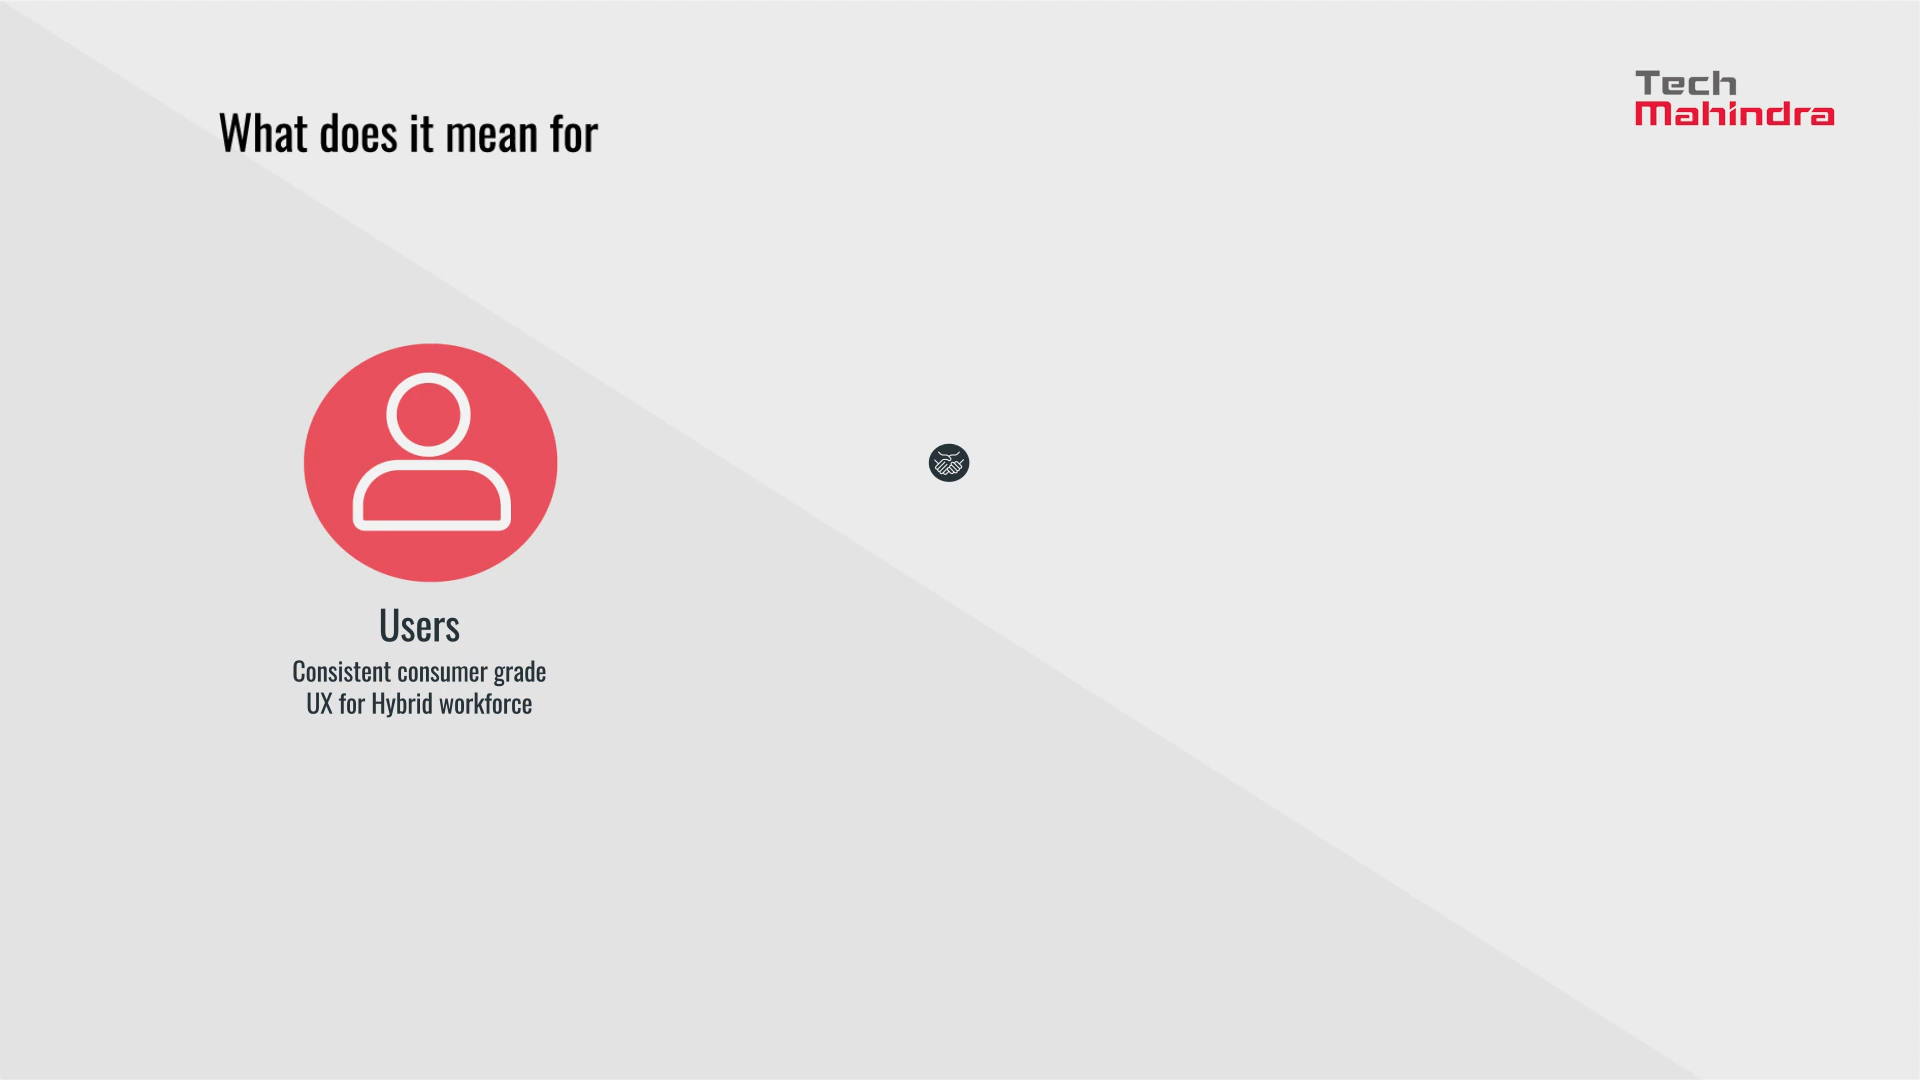 What does it mean for
Tech
Mahindra
Users
Consistent consumer grade
UX for Hybrid workforce